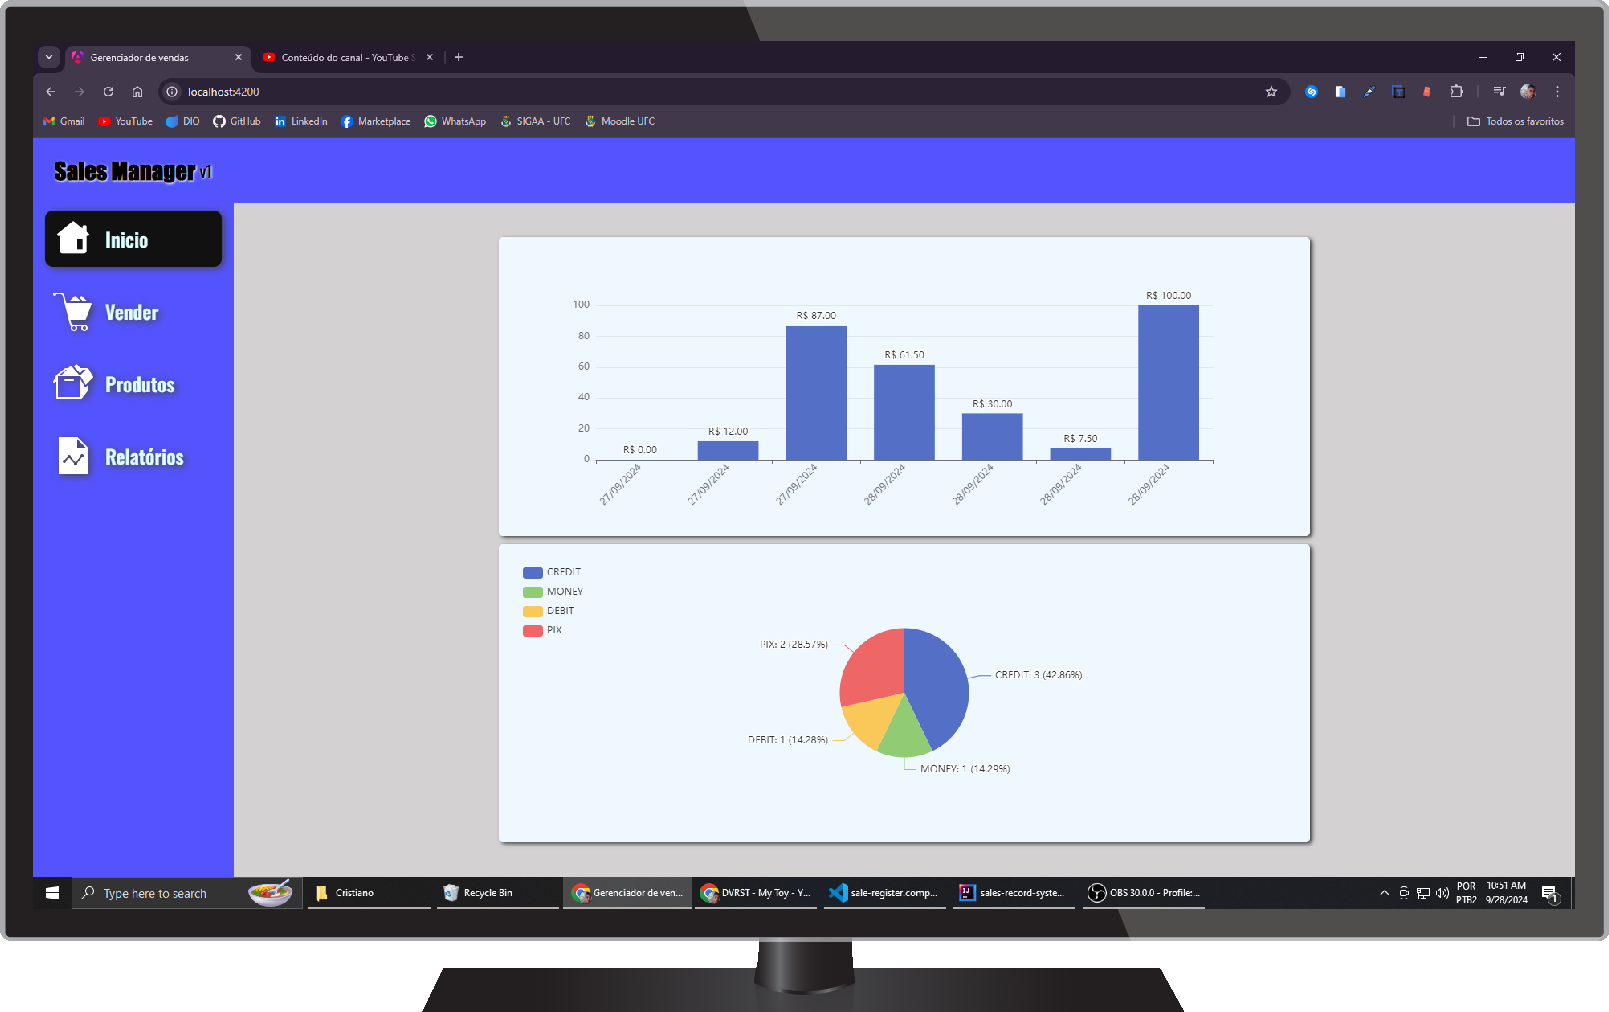 Gerenciador de vendas
Conteúdo do canal - YouTube S
localhost:4200
Gmail YouTube DIO GitHub LinkedIn Marketplace WhatsApp SIGAA - UFC Moodle UFC Todos os favoritos
Sales Manager v1
Inicio
Vender
Produtos
Relatórios
100
80
60
40
20
0
R$ 0.00
R$ 12.00
R$ 87.00
R$ 61.50
R$ 30.00
R$ 7.50
R$ 100.00
27/09/2024
27/09/2024
27/09/2024
28/09/2024
28/09/2024
28/09/2024
28/09/2024
CREDIT
MONEY
DEBIT
PIX
PIX: 2 (28.57%)
CREDIT: 3 (42.86%)
DEBIT: 1 (14.28%)
MONEY: 1 (14.29%)
Type here to search
Cristiano
Recycle Bin
Gerenciador de ven...
DVRST - My Toy - Y...
sale-register.comp...
sales-record-syste...
OBS 30.0.0 - Profile:...
POR
PTB2
10:51 AM
9/28/2024
1